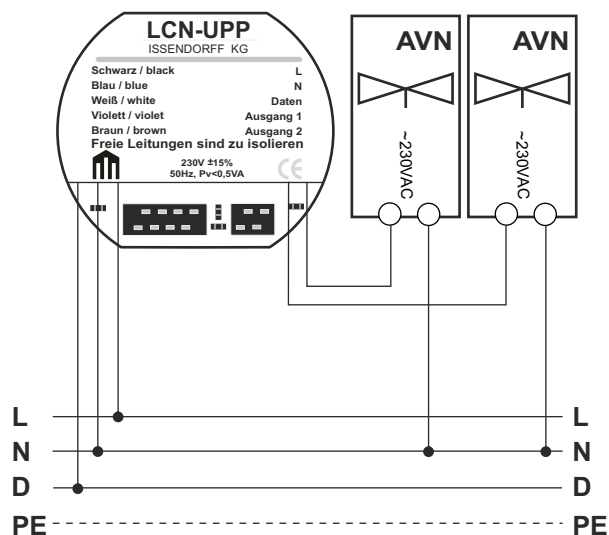 LCN-UPP
ISSENDORFF KG
Schwarz / black L
Blau / blue N
Weiß / white Daten
Violett / violet Ausgang 1
Braun / brown Ausgang 2
Freie Leitungen sind zu isolieren
230V ±15%
50Hz, Pv<0,5VA
CE
AVN
~230VAC
AVN
~230VAC
L L
N N
D D
PE PE